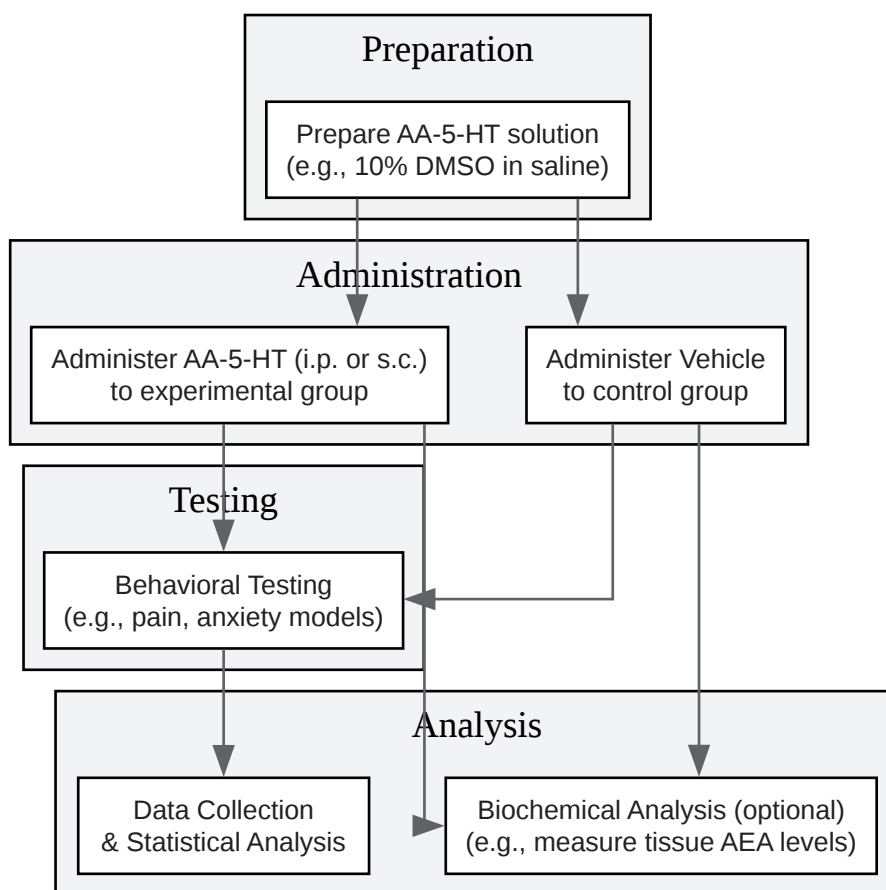 Preparation
Prepare AA-5-HT solution
(e.g., 10% DMSO in saline)
Administration
Administer AA-5-HT (i.p. or s.c.)
to experimental group
Administer Vehicle
to control group
Testing
Behavioral Testing
(e.g., pain, anxiety models)
Analysis
Data Collection
& Statistical Analysis
Biochemical Analysis (optional)
(e.g., measure tissue AEA levels)